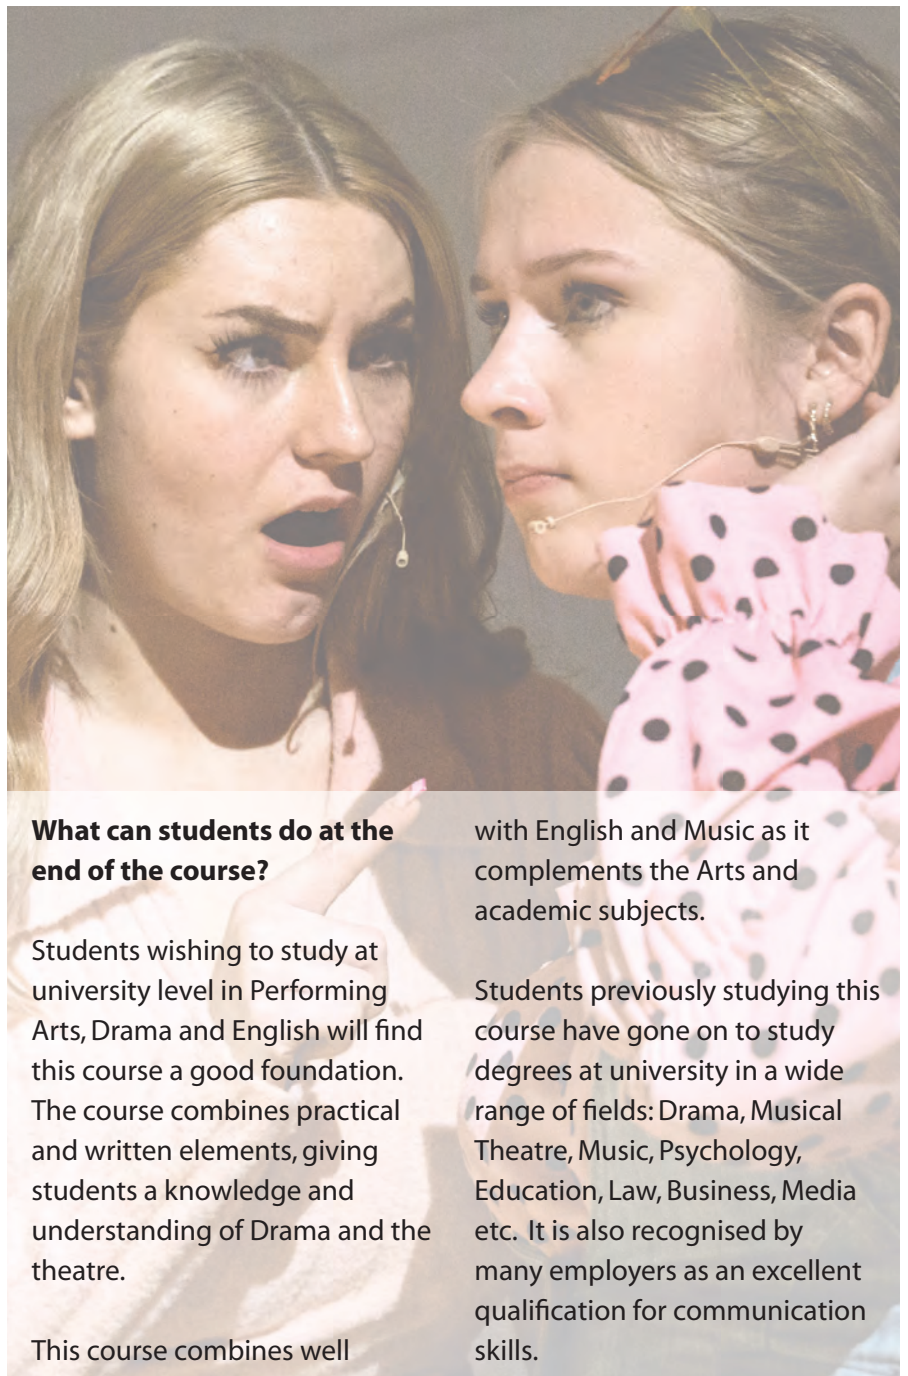 What can students do at the
end of the course?
Students wishing to study at
university level in Performing
Arts, Drama and English will find
this course a good foundation.
The course combines practical
and written elements, giving
students a knowledge and
understanding of Drama and the
theatre.
This course combines well
with English and Music as it
complements the Arts and
academic subjects.
Students previously studying this
course have gone on to study
degrees at university in a wide
range of fields: Drama, Musical
Theatre, Music, Psychology,
Education, Law, Business, Media
etc.  It is also recognised by
many employers as an excellent
qualification for communication
skills.